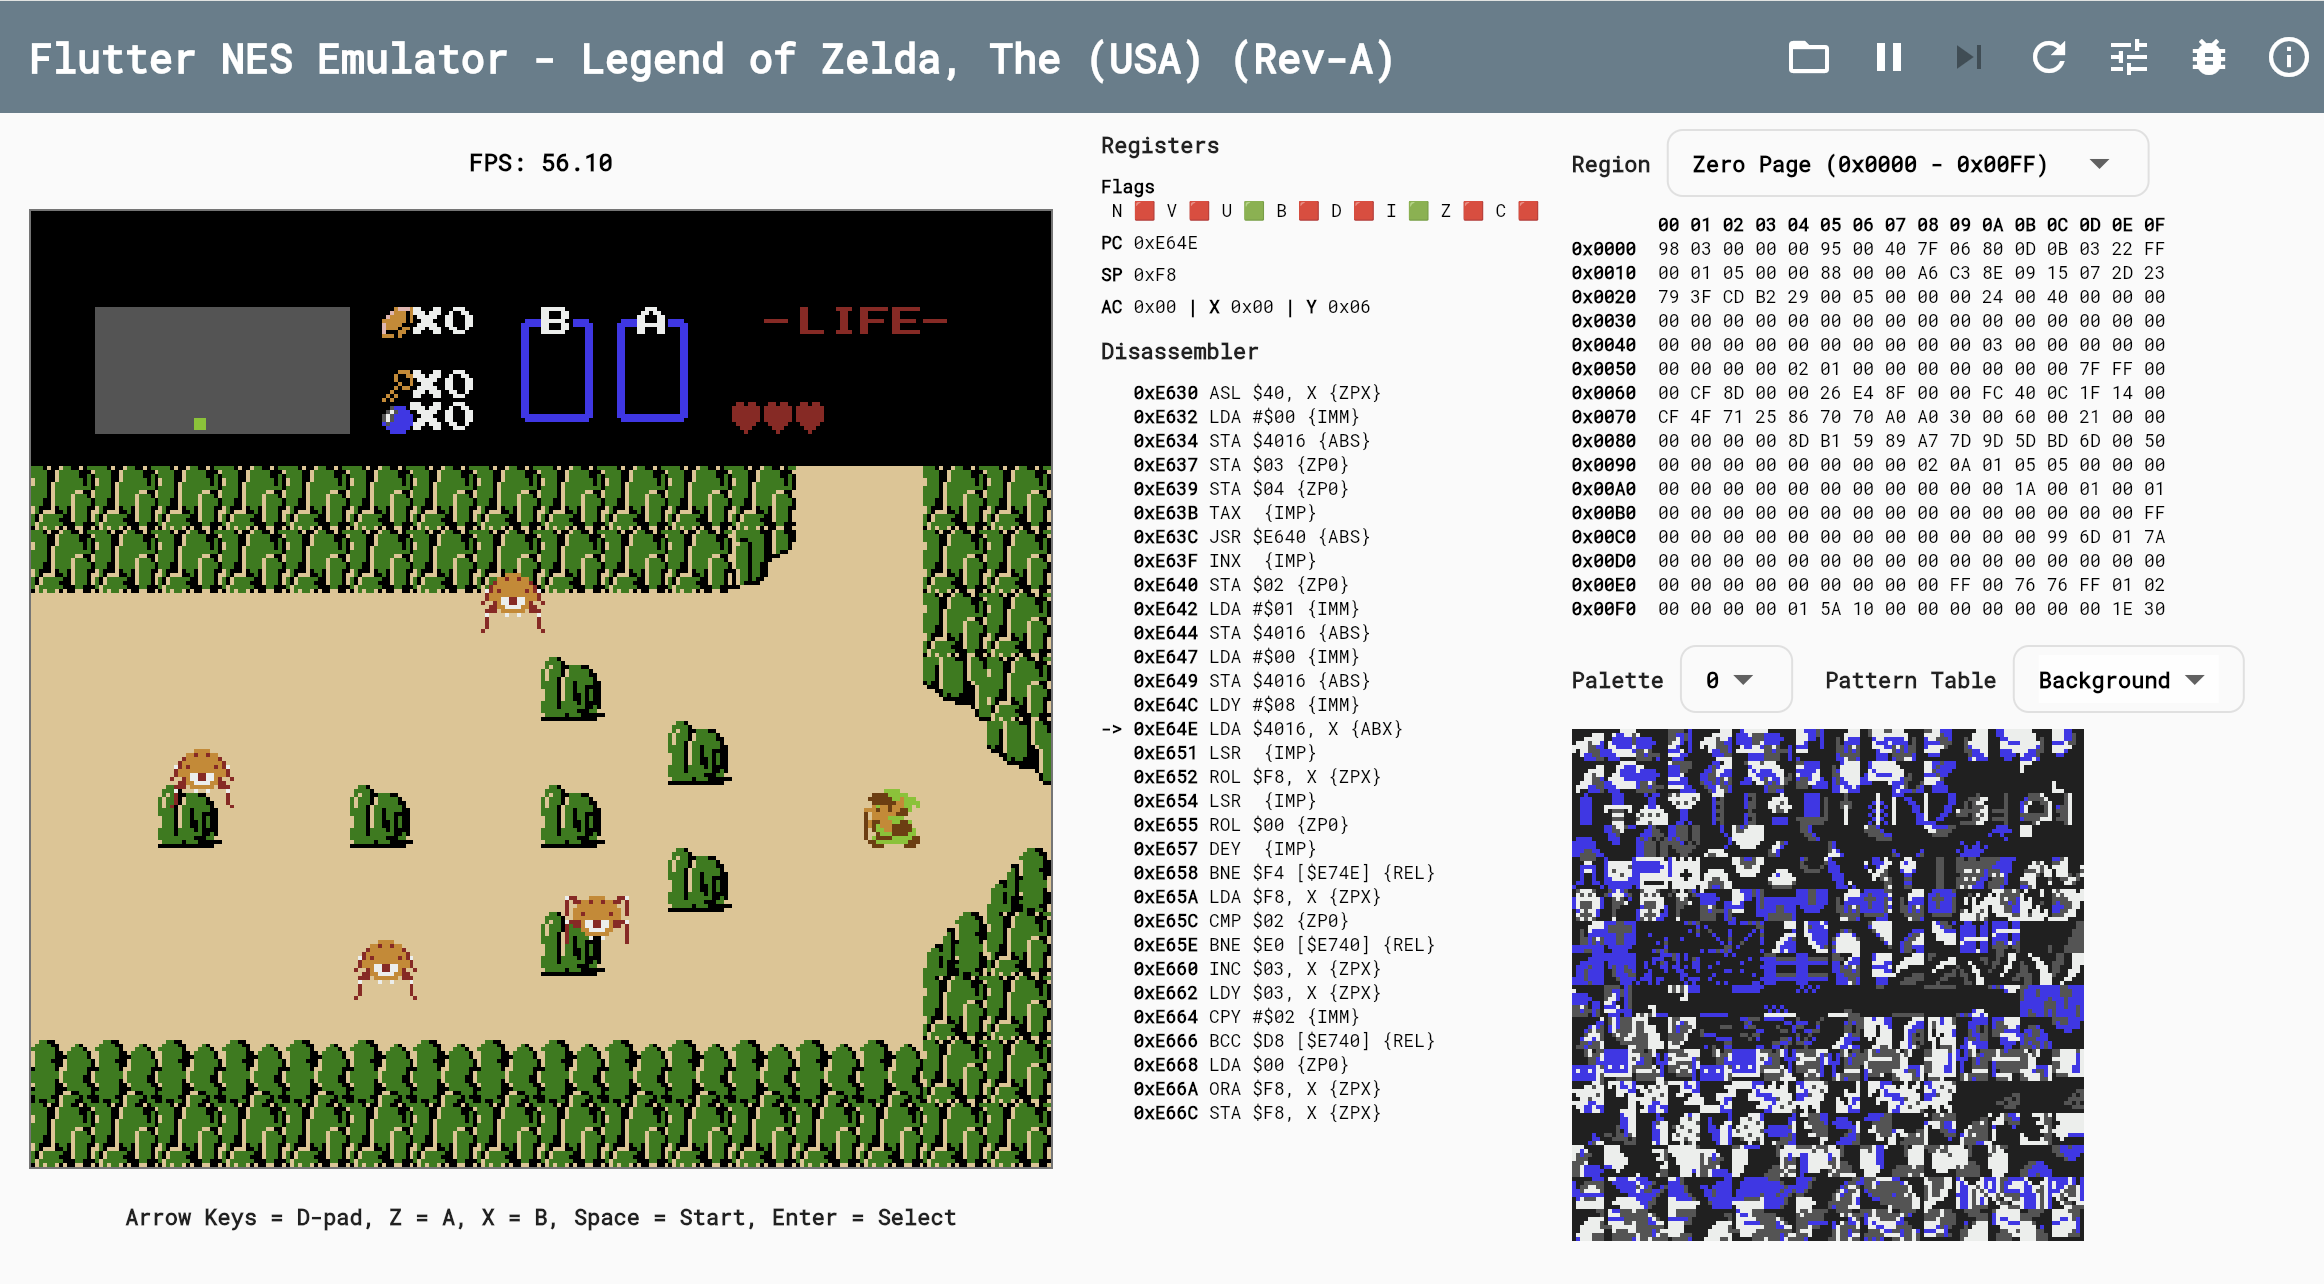 Flutter NES Emulator - Legend of Zelda, The (USA) (Rev-A)
FPS: 56.10
X0
X0
X0
B
A
-LIFE-
Arrow Keys = D-pad, Z = A, X = B, Space = Start, Enter = Select
Registers
Flags
N V U B D I Z C
PC 0xE64E
SP 0xF8
AC 0x00 | X 0x00 | Y 0x06
Disassembler
0xE630 ASL $40, X {ZPX}
0xE632 LDA #$00 {IMM}
0xE634 STA $4016 {ABS}
0xE637 STA $03 {ZP0}
0xE639 STA $04 {ZP0}
0xE63B TAX {IMP}
0xE63C JSR $E640 {ABS}
0xE63F INX {IMP}
0xE640 STA $02 {ZP0}
0xE642 LDA #$01 {IMM}
0xE644 STA $4016 {ABS}
0xE647 LDA #$00 {IMM}
0xE649 STA $4016 {ABS}
0xE64C LDY #$08 {IMM}
-> 0xE64E LDA $4016, X {ABX}
0xE651 LSR {IMP}
0xE652 ROL $F8, X {ZPX}
0xE654 LSR {IMP}
0xE655 ROL $00 {ZP0}
0xE657 DEY {IMP}
0xE658 BNE $F4 [$E74E] {REL}
0xE65A LDA $F8, X {ZPX}
0xE65C CMP $02 {ZP0}
0xE65E BNE $E0 [$E740] {REL}
0xE660 INC $03, X {ZPX}
0xE662 LDY $03, X {ZPX}
0xE664 CPY #$02 {IMM}
0xE666 BCC $D8 [$E740] {REL}
0xE668 LDA $00 {ZP0}
0xE66A ORA $F8, X {ZPX}
0xE66C STA $F8, X {ZPX}
Region Zero Page (0x0000 - 0x00FF)
00 01 02 03 04 05 06 07 08 09 0A 0B 0C 0D 0E 0F
0x0000 98 03 00 00 00 95 00 40 7F 06 80 0D 0B 03 22 FF
0x0010 00 01 05 00 00 88 00 00 A6 C3 8E 09 15 07 2D 23
0x0020 79 3F CD B2 29 00 05 00 00 00 24 00 40 00 00 00
0x0030 00 00 00 00 00 00 00 00 00 00 00 00 00 00 00 00
0x0040 00 00 00 00 00 00 00 00 00 00 03 00 00 00 00 00
0x0050 00 00 00 00 02 01 00 00 00 00 00 00 00 7F FF 00
0x0060 00 CF 8D 00 00 26 E4 8F 00 00 FC 40 0C 1F 14 00
0x0070 CF 4F 71 25 86 70 70 A0 A0 30 00 60 00 21 00 00
0x0080 00 00 00 00 8D B1 59 89 A7 7D 9D 5D BD 6D 00 50
0x0090 00 00 00 00 00 00 00 00 02 0A 01 05 05 00 00 00
0x00A0 00 00 00 00 00 00 00 00 00 00 00 1A 00 01 00 01
0x00B0 00 00 00 00 00 00 00 00 00 00 00 00 00 00 00 FF
0x00C0 00 00 00 00 00 00 00 00 00 00 00 00 99 6D 01 7A
0x00D0 00 00 00 00 00 00 00 00 00 00 00 00 00 00 00 00
0x00E0 00 00 00 00 00 00 00 00 00 FF 00 76 76 FF 01 02
0x00F0 00 00 00 00 01 5A 10 00 00 00 00 00 00 00 1E 30
Palette 0 Pattern Table Background